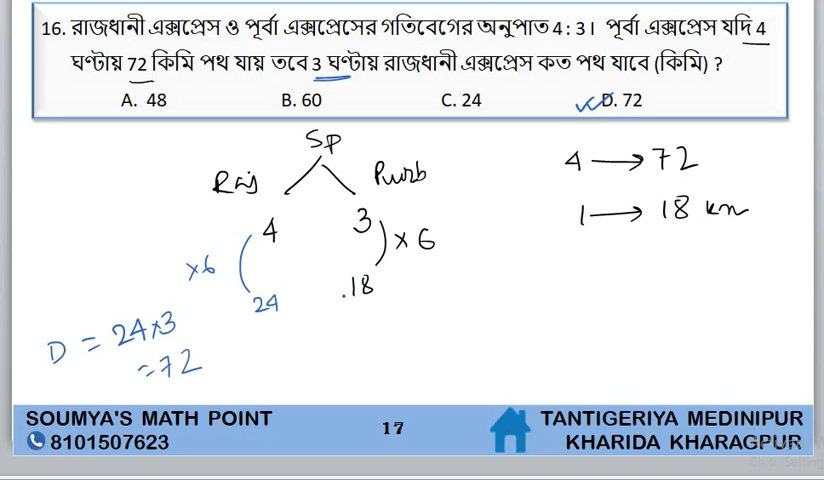 16. রাজধানী এক্সপ্রেস ও পূর্বা এক্সপ্রেসের গতিবেগের অনুপাত 4 : 3। পূর্বা এক্সপ্রেস যদি 4
ঘণ্টায় 72 কিমি পথ যায় তবে 3 ঘণ্টায় রাজধানী এক্সপ্রেস কত পথ যাবে (কিমি) ?
A. 48 B. 60 C. 24 D. 72
Sp
Raj Purb
4 → 72
1 → 18 km
4 3
×6 ×6
24 .18
D = 24×3
=72
SOUMYA'S MATH POINT
8101507623
17
TANTIGERIYA MEDINIPUR
KHARIDA KHARAGPUR